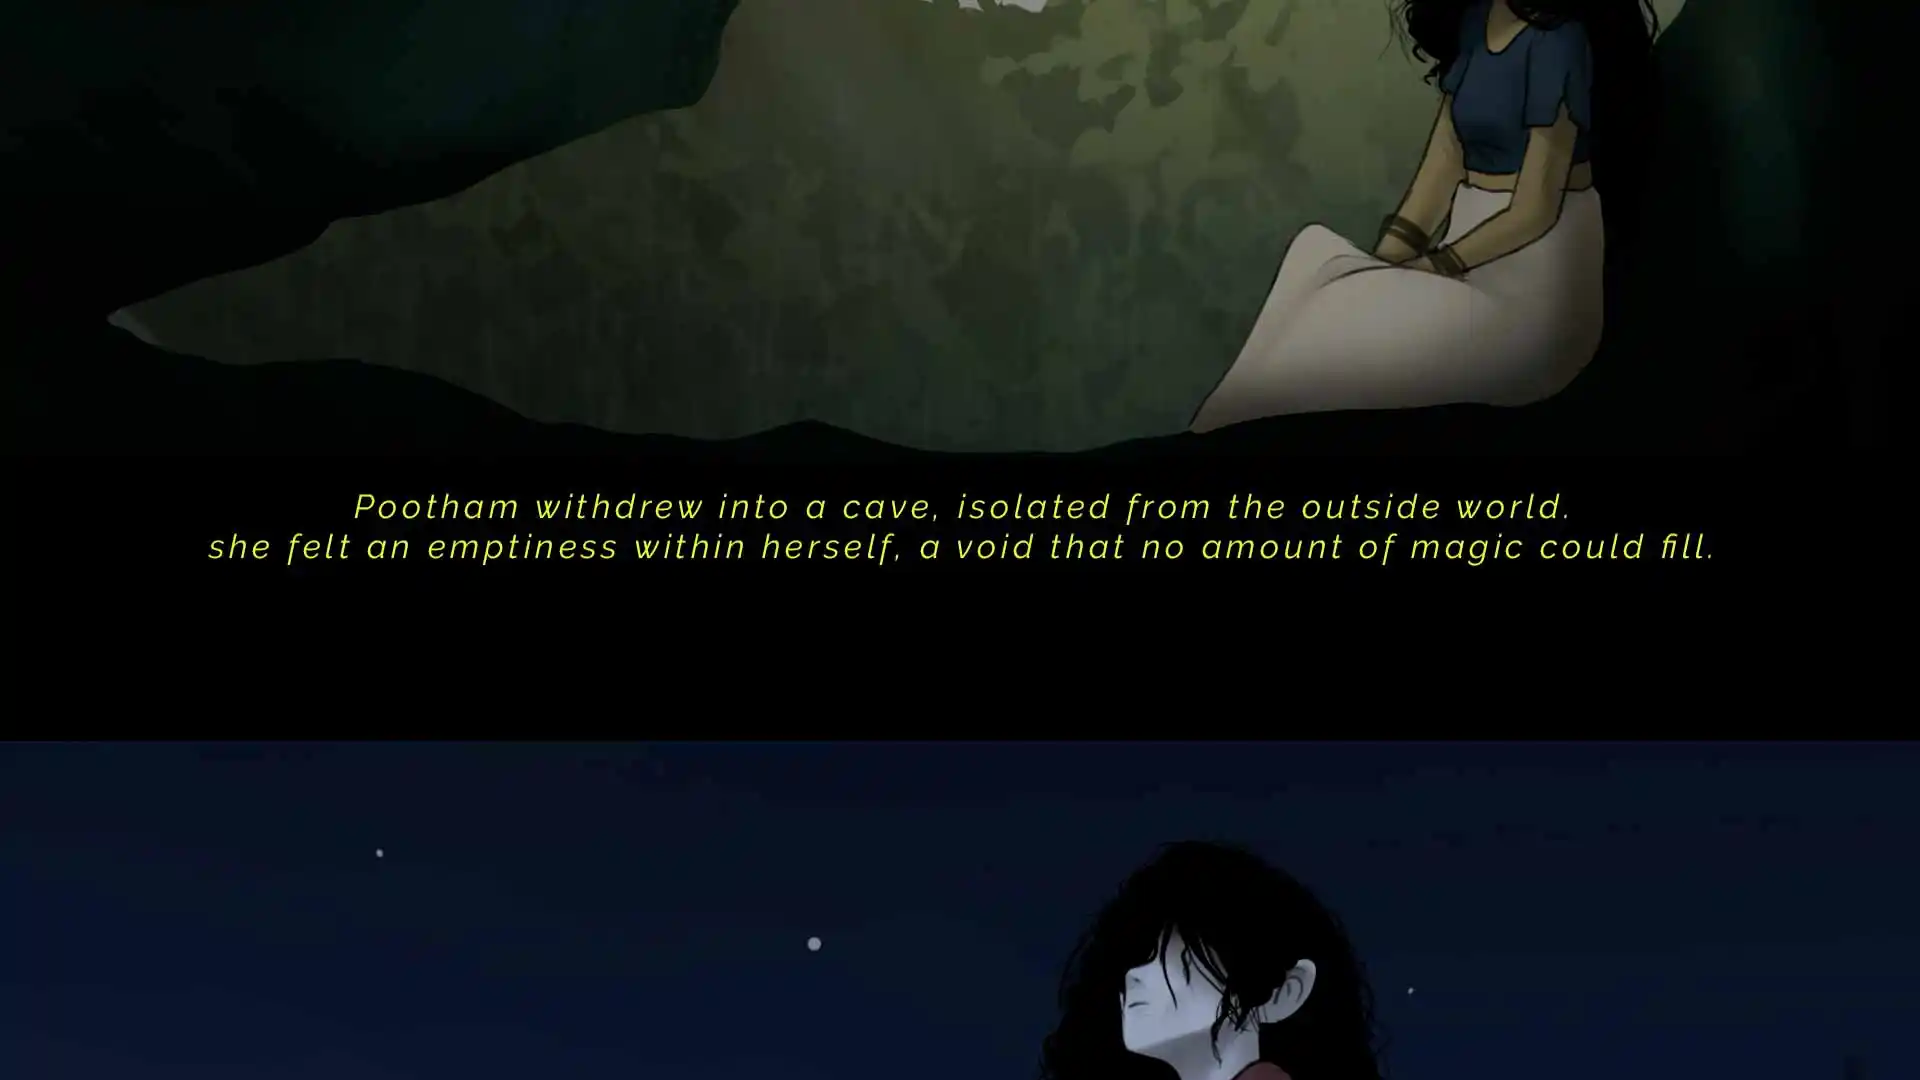 Pootham withdrew into a cave, isolated from the outside world.
she felt an emptiness within herself, a void that no amount of magic could fill.